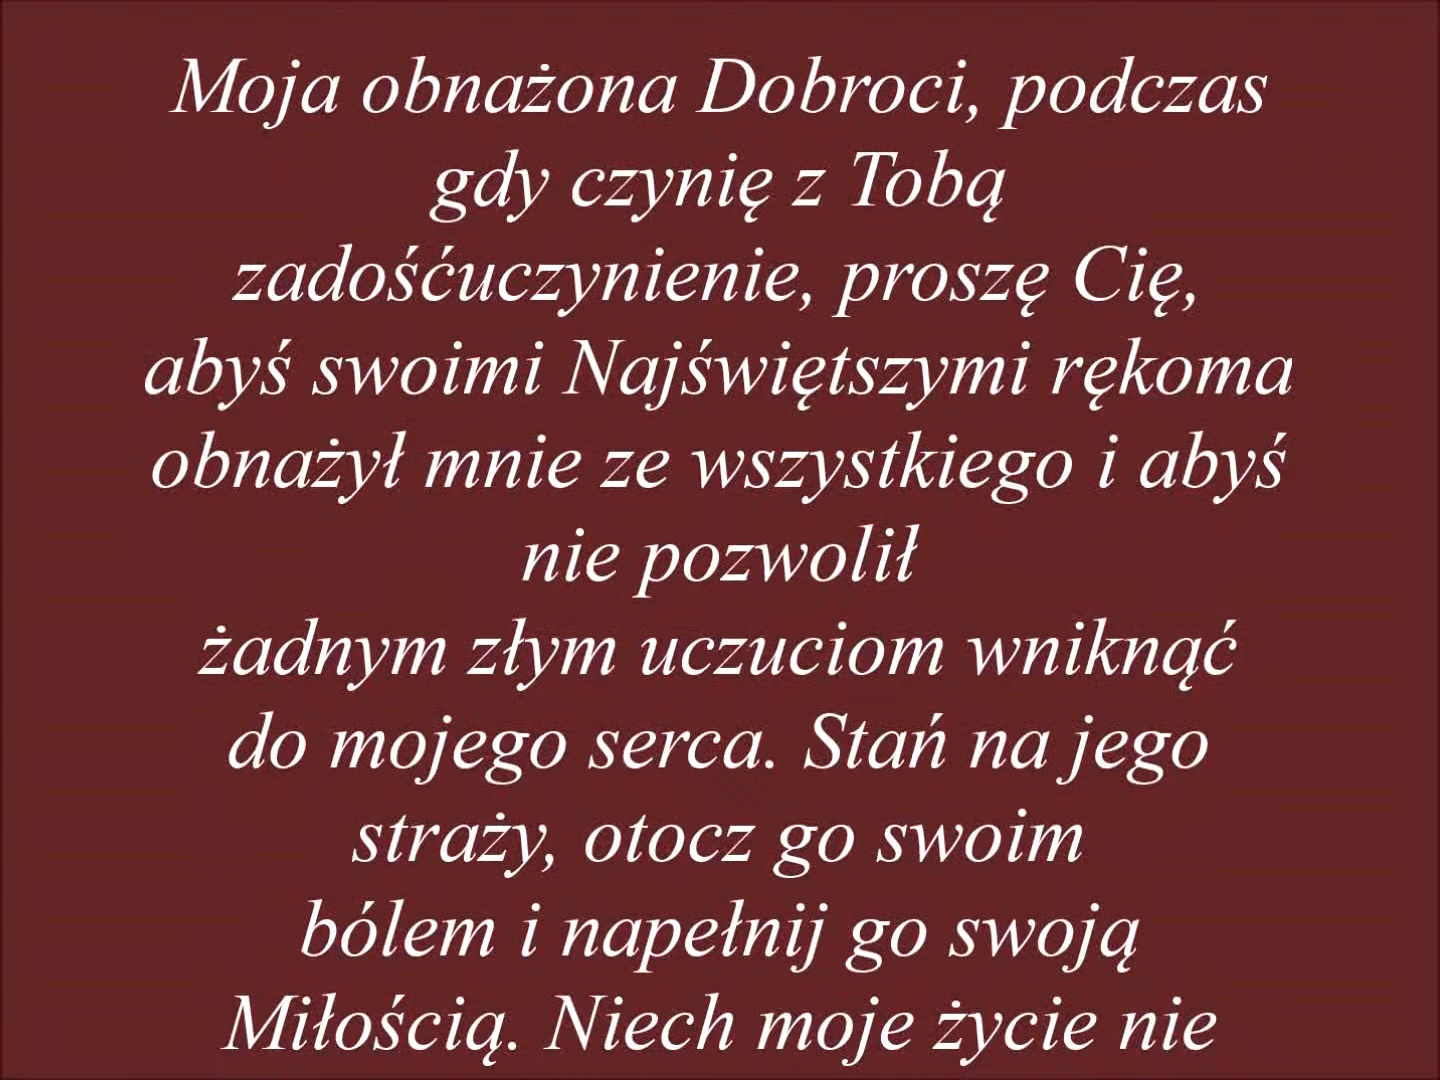 Moja obnażona Dobroci, podczas
gdy czynię z Tobą
zadośćuczynienie, proszę Cię,
abyś swoimi Najświętszymi rękoma
obnażył mnie ze wszystkiego i abyś
nie pozwolił
żadnym złym uczuciom wniknąć
do mojego serca. Stań na jego
straży, otocz go swoim
bólem i napełnij go swoją
Miłością. Niech moje życie nie